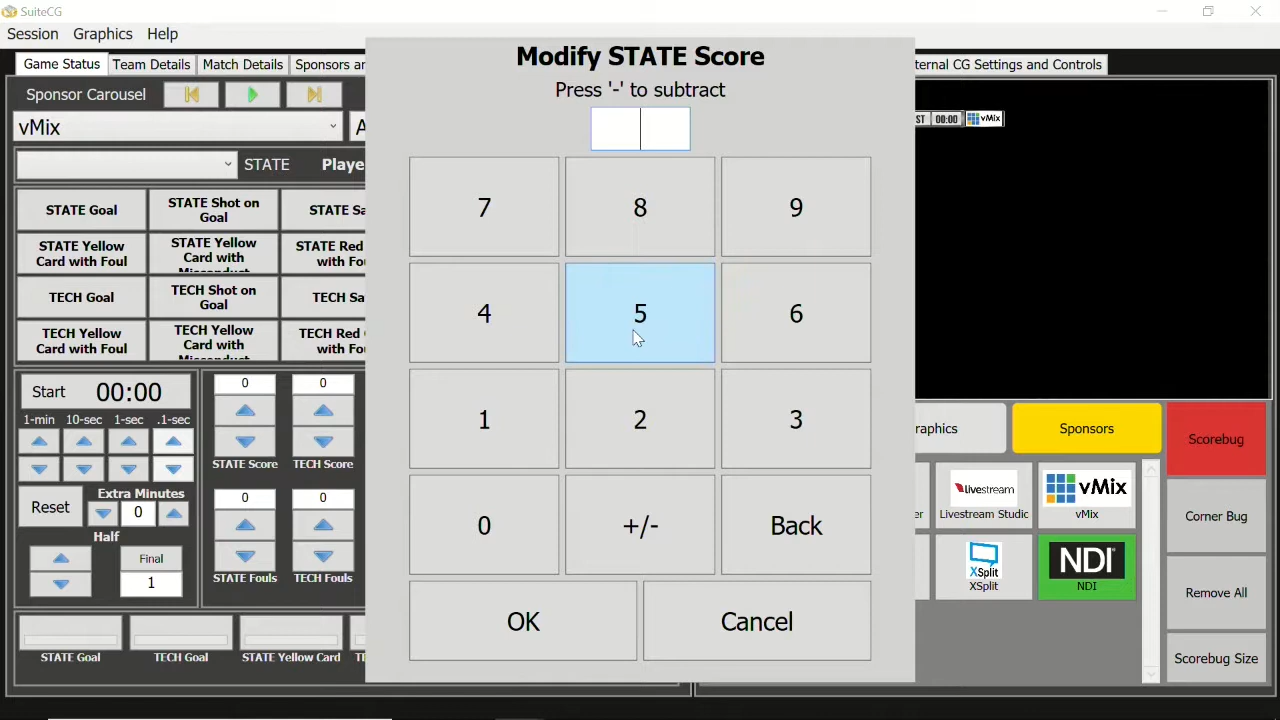 SuiteCG
Session Graphics Help
Game Status Team Details Match Details Sponsors an
ternal CG Settings and Controls
Sponsor Carousel
vMix
A
STATE Playe
STATE Goal
STATE Shot on
Goal
STATE Sa
STATE Yellow
Card with Foul
STATE Yellow
Card with
STATE Red
with Fo
TECH Goal
TECH Shot on
Goal
TECH Sa
TECH Yellow
Card with Foul
TECH Yellow
Card with
TECH Red
with Fou
Start 00:00
1-min 10-sec 1-sec .1-sec
Reset
Extra Minutes
0
Half
Final
1
0
STATE Score
0
TECH Score
0
STATE Fouls
0
TECH Fouls
STATE Goal
TECH Goal
STATE Yellow Card
Modify STATE Score
Press '-' to subtract
7 8 9
4 5 6
1 2 3
0 +/- Back
OK Cancel
ST 00:00 vMix
raphics
Sponsors
Scorebug
Corner Bug
Remove All
Scorebug Size
er
livestream
Livestream Studio
vMix
vMix
XSplit
XSplit
NDI
NDI